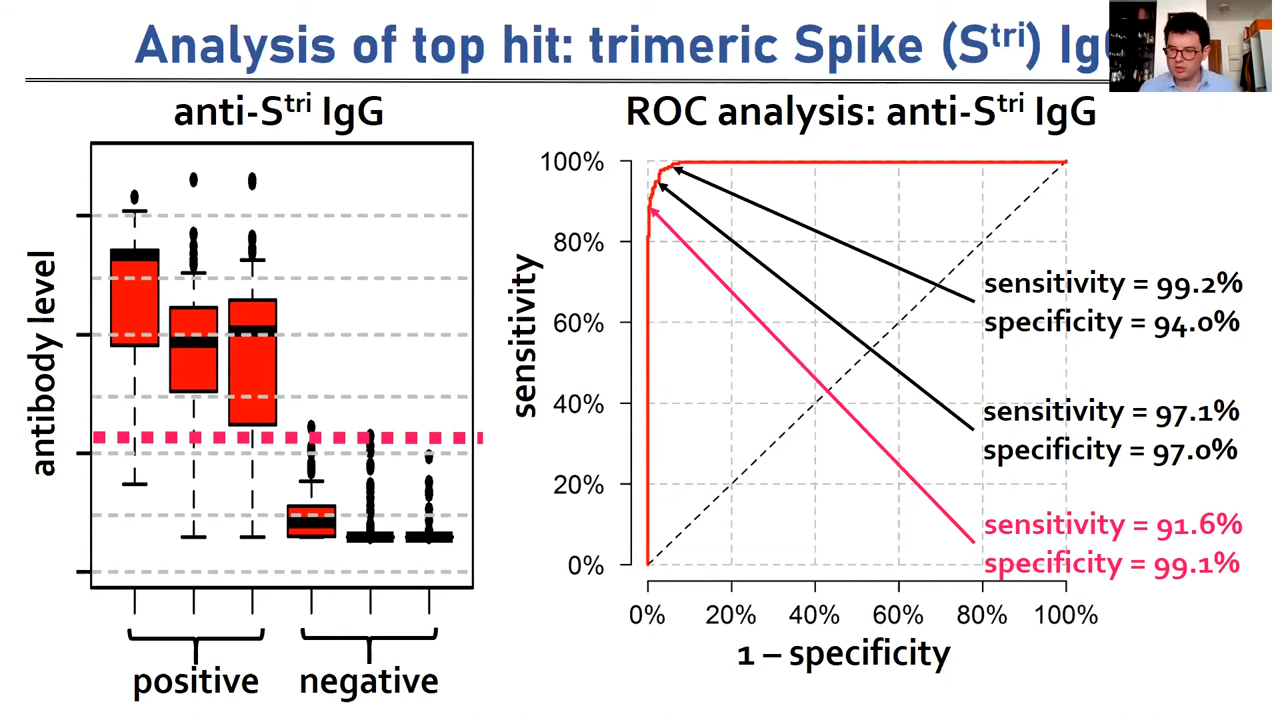 Analysis of top hit: trimeric Spike (Stri) Ig
anti-Stri IgG
antibody level
positive
negative
ROC analysis: anti-Stri IgG
sensitivity
100%
80%
60%
40%
20%
0%
0% 20% 40% 60% 80% 100%
1 – specificity
sensitivity = 99.2%
specificity = 94.0%
sensitivity = 97.1%
specificity = 97.0%
sensitivity = 91.6%
specificity = 99.1%